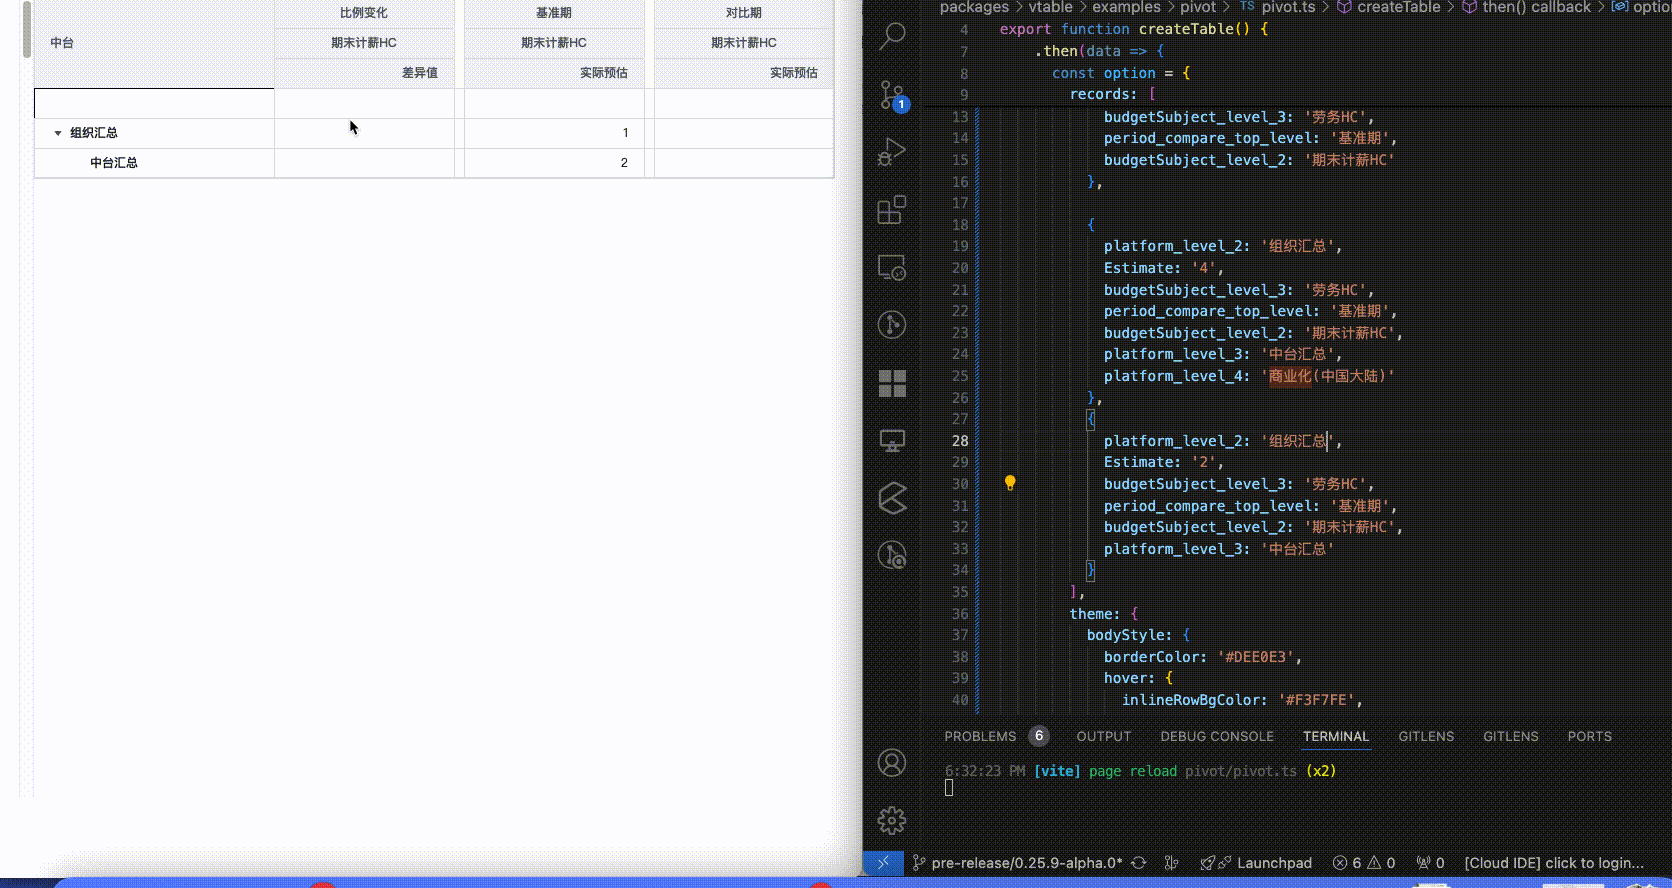 比例变化 基准期 对比期
中台 期末计薪HC 期末计薪HC 期末计薪HC
差异值 实际预估 实际预估
组织汇总 1
中台汇总 2
packages > vtable > examples > pivot > TS pivot.ts > createTable > then() callback > optio
4 export function createTable() {
7 .then(data => {
8 const option = {
9 records: [
13 budgetSubject_level_3: '劳务HC',
14 period_compare_top_level: '基准期',
15 budgetSubject_level_2: '期末计薪HC'
16 },
17
18 {
19 platform_level_2: '组织汇总',
20 Estimate: '4',
21 budgetSubject_level_3: '劳务HC',
22 period_compare_top_level: '基准期',
23 budgetSubject_level_2: '期末计薪HC',
24 platform_level_3: '中台汇总',
25 platform_level_4: '商业化(中国大陆)'
26 },
27 {
28 platform_level_2: '组织汇总',
29 Estimate: '2',
30 budgetSubject_level_3: '劳务HC',
31 period_compare_top_level: '基准期',
32 budgetSubject_level_2: '期末计薪HC',
33 platform_level_3: '中台汇总'
34 }
35 ],
36 theme: {
37 bodyStyle: {
38 borderColor: '#DEE0E3',
39 hover: {
40 inlineRowBgColor: '#F3F7FE',
1
PROBLEMS 6 OUTPUT DEBUG CONSOLE TERMINAL GITLENS GITLENS PORTS
6:32:23 PM [vite] page reload pivot/pivot.ts (x2)
pre-release/0.25.9-alpha.0* Launchpad 6 0 0 [Cloud IDE] click to login...